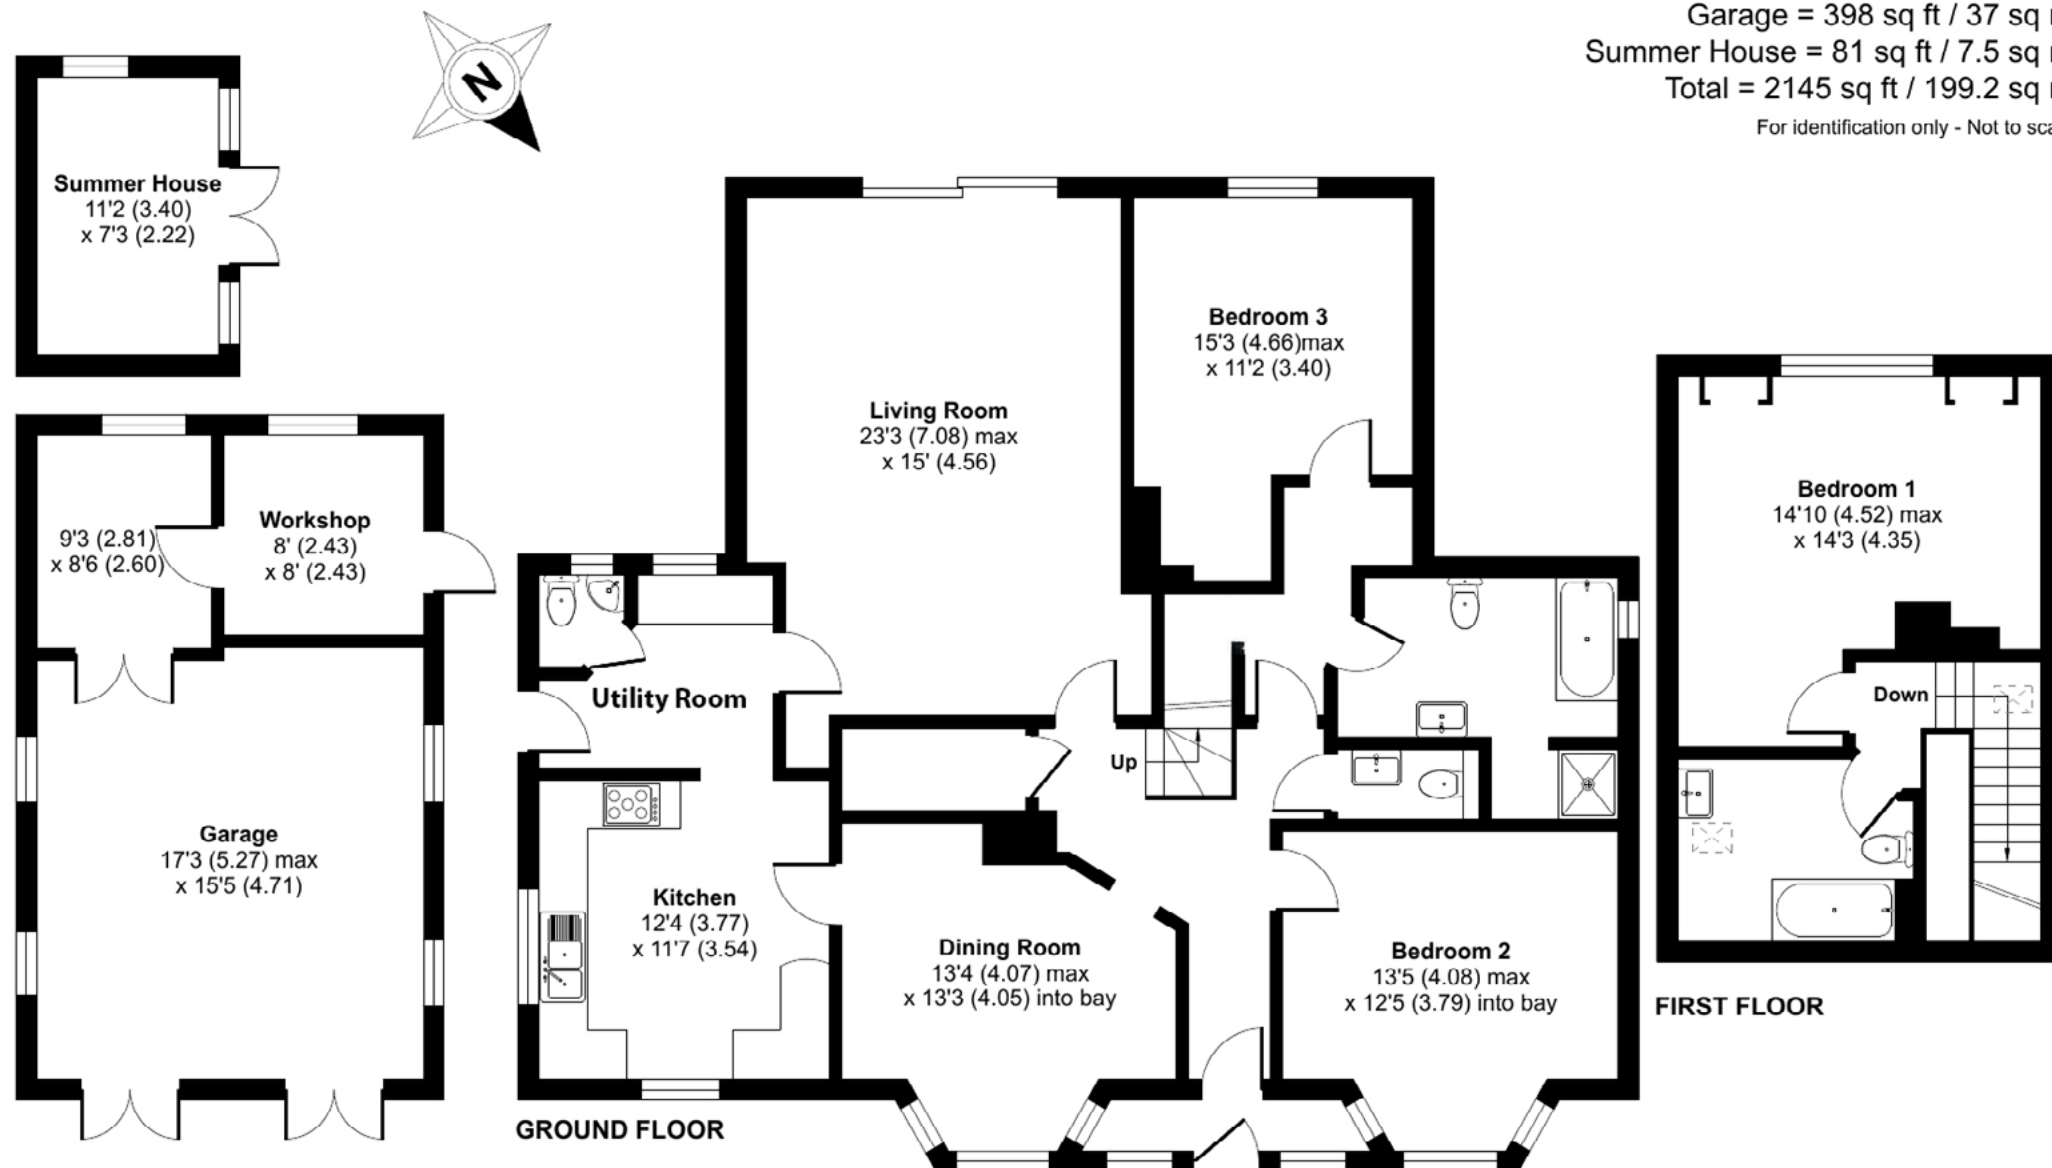 Garage = 398 sq ft / 37 sq
Summer House = 81 sq ft / 7.5 sq
Total = 2145 sq ft / 199.2 sq
For identification only - Not to
N
Summer House
11'2 (3.40)
x 7'3 (2.22)
9'3 (2.81)
x 8'6 (2.60)
Workshop
8' (2.43)
x 8' (2.43)
Garage
17'3 (5.27) max
x 15'5 (4.71)
Living Room
23'3 (7.08) max
x 15' (4.56)
Bedroom 3
15'3 (4.66)max
x 11'2 (3.40)
Utility Room
Up
Kitchen
12'4 (3.77)
x 11'7 (3.54)
Dining Room
13'4 (4.07) max
x 13'3 (4.05) into bay
Bedroom 2
13'5 (4.08) max
x 12'5 (3.79) into bay
GROUND FLOOR
Bedroom 1
14'10 (4.52) max
x 14'3 (4.35)
Down
FIRST FLOOR